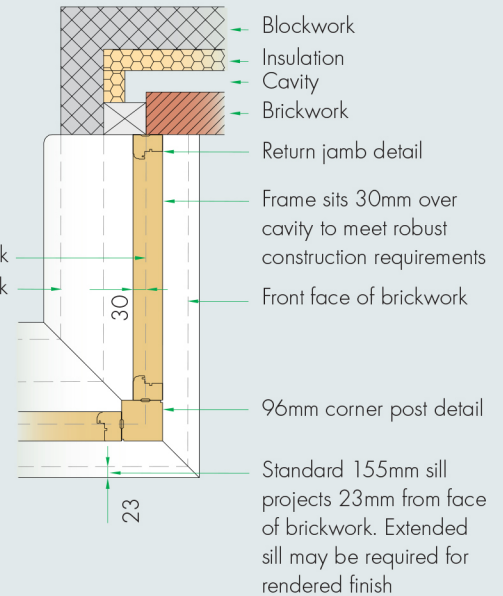 Blockwork
Insulation
Cavity
Brickwork
Return jamb detail
Frame sits 30mm over
cavity to meet robust
construction requirements
k
k
Front face of brickwork
30
96mm corner post detail
Standard 155mm sill
projects 23mm from face
of brickwork. Extended
sill may be required for
rendered finish
23